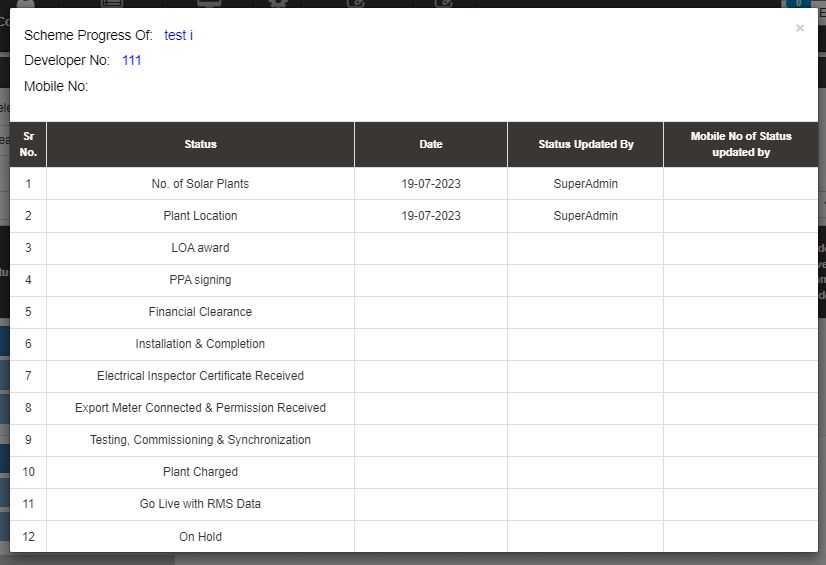 Scheme Progress Of: test i
Developer No: 111
Mobile No:
×
Sr No. Status Date Status Updated By Mobile No of Status updated by
1 No. of Solar Plants 19-07-2023 SuperAdmin
2 Plant Location 19-07-2023 SuperAdmin
3 LOA award
4 PPA signing
5 Financial Clearance
6 Installation & Completion
7 Electrical Inspector Certificate Received
8 Export Meter Connected & Permission Received
9 Testing, Commissioning & Synchronization
10 Plant Charged
11 Go Live with RMS Data
12 On Hold